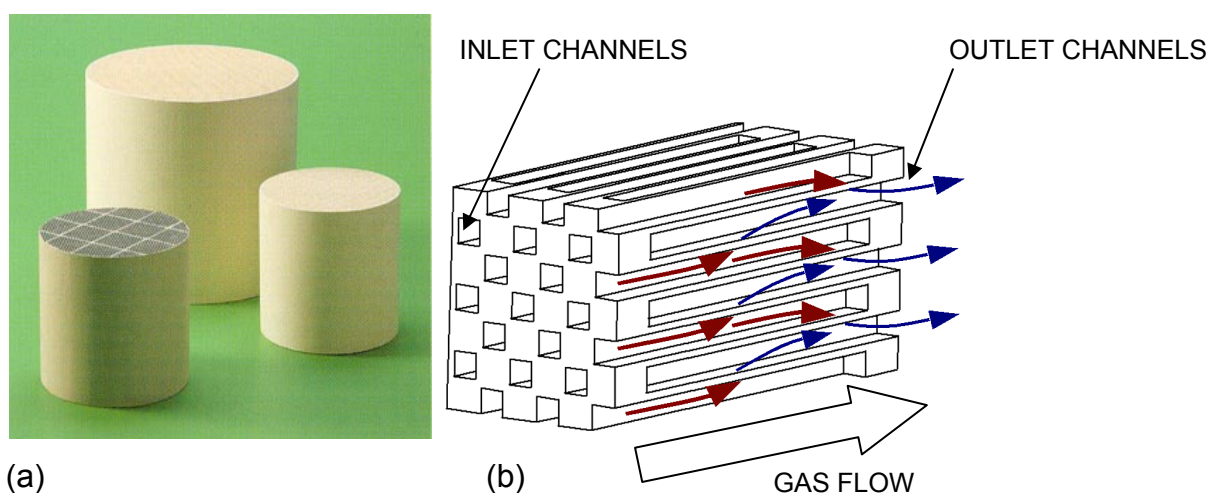 INLET CHANNELS
OUTLET CHANNELS
(a)
(b)
GAS FLOW